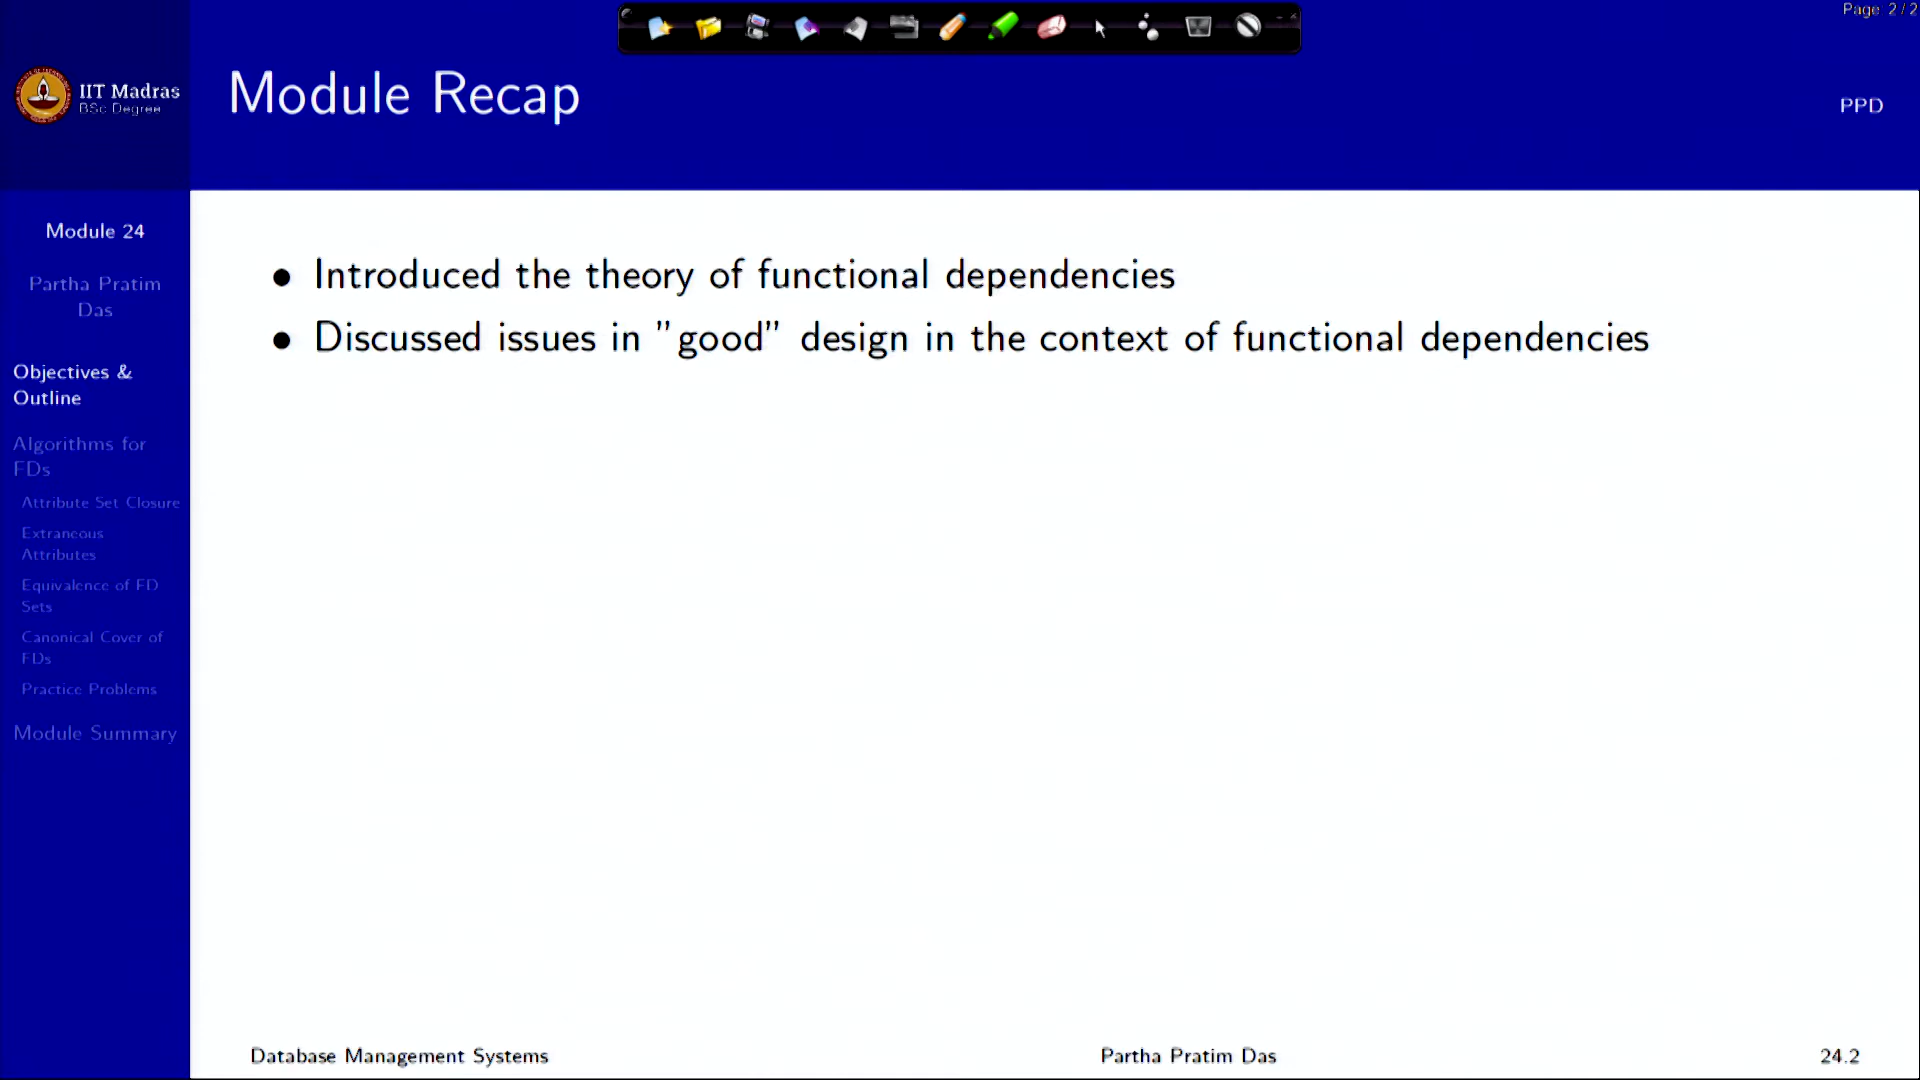 Page 2 / 2
IIT Madras
BSc Degree
Module Recap
PPD
Module 24
Partha Pratim
Das
Objectives &
Outline
Algorithms for
FDs
Attribute Set Closure
Extraneous
Attributes
Equivalence of FD
Sets
Canonical Cover of
FDs
Practice Problems
Module Summary
• Introduced the theory of functional dependencies
• Discussed issues in ”good” design in the context of functional dependencies
Database Management Systems
Partha Pratim Das
24.2